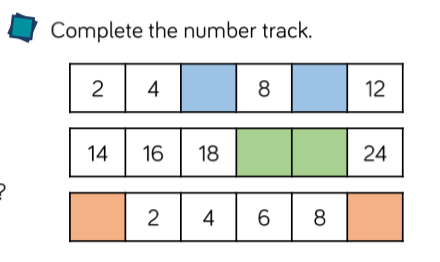 Complete the number track.
2 4 8 12
14 16 18 24
?
2 4 6 8